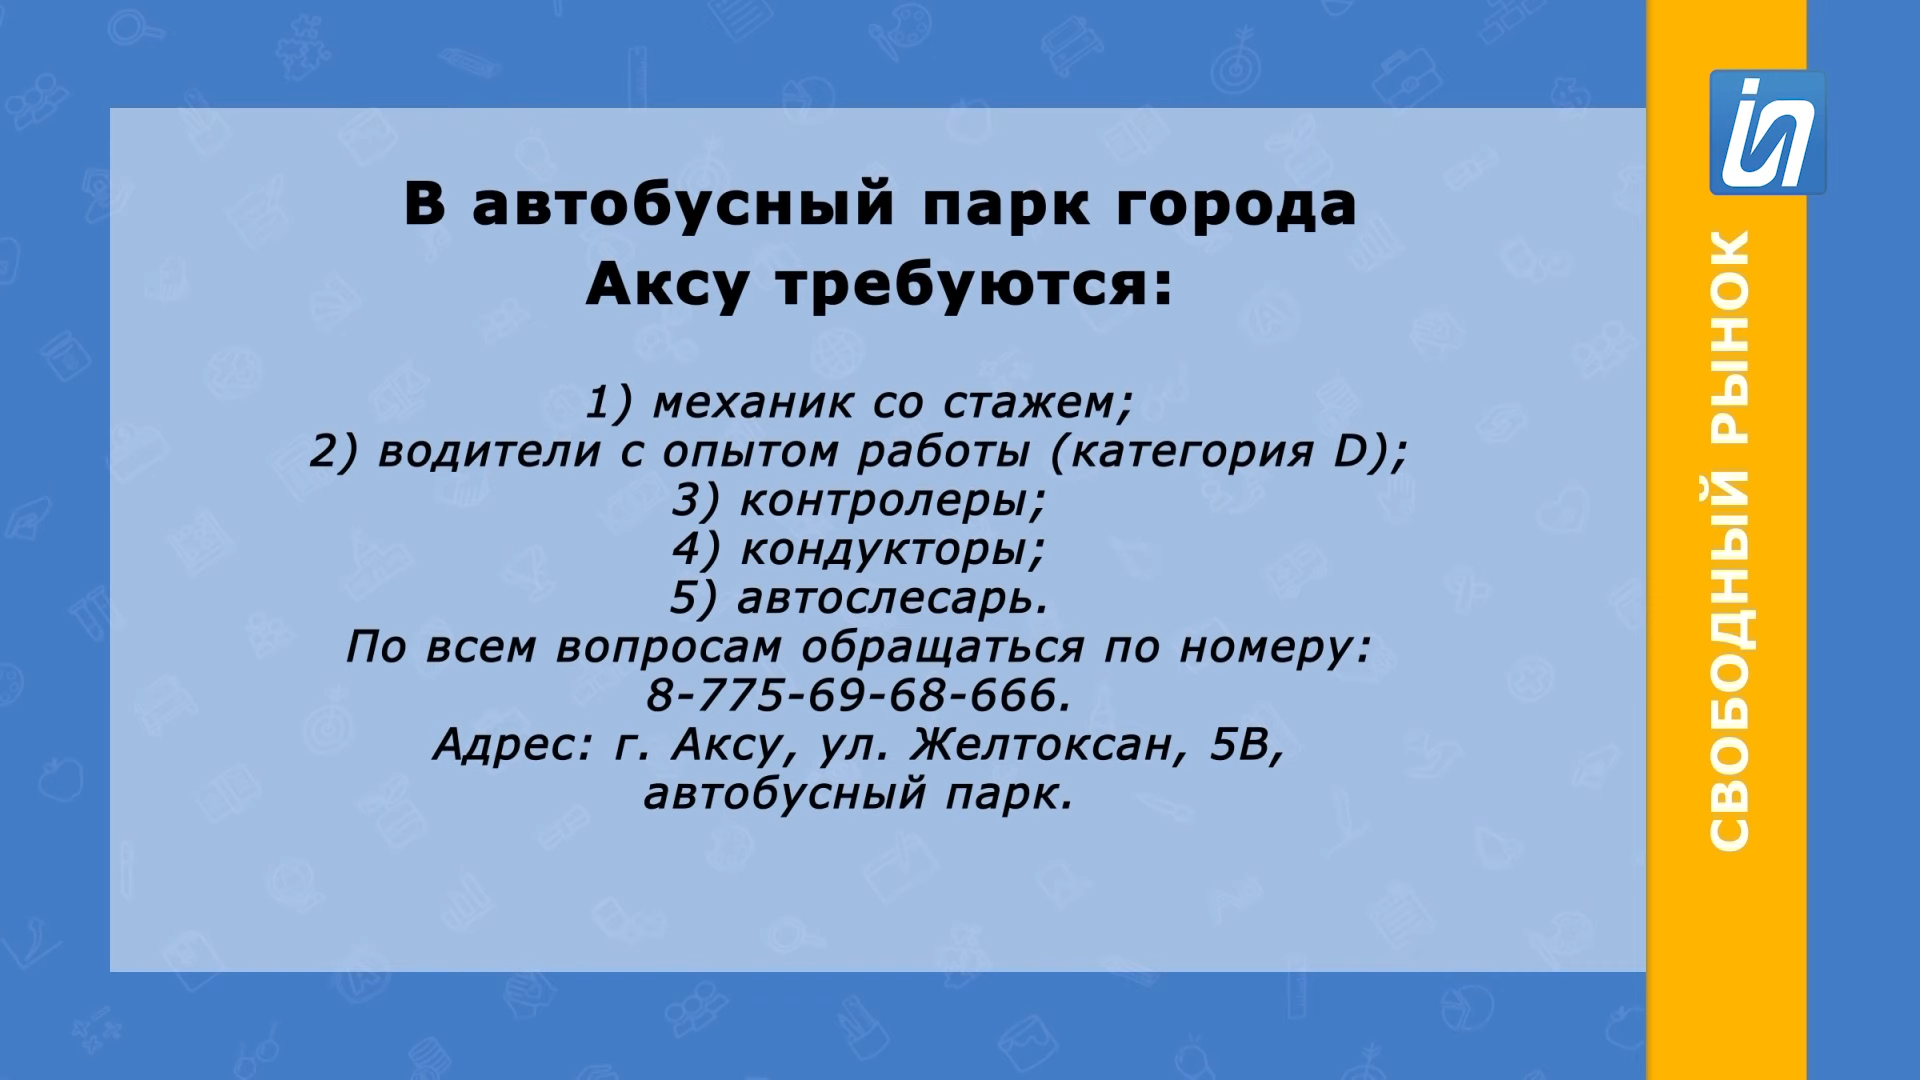 В автобусный парк города
Аксу требуются:
1) механик со стажем;
2) водители с опытом работы (категория D);
3) контролеры;
4) кондукторы;
5) автослесарь.
По всем вопросам обращаться по номеру:
8-775-69-68-666.
Адрес: г. Аксу, ул. Желтоксан, 5В,
автобусный парк.
СВОБОДНЫЙ РЫНОК